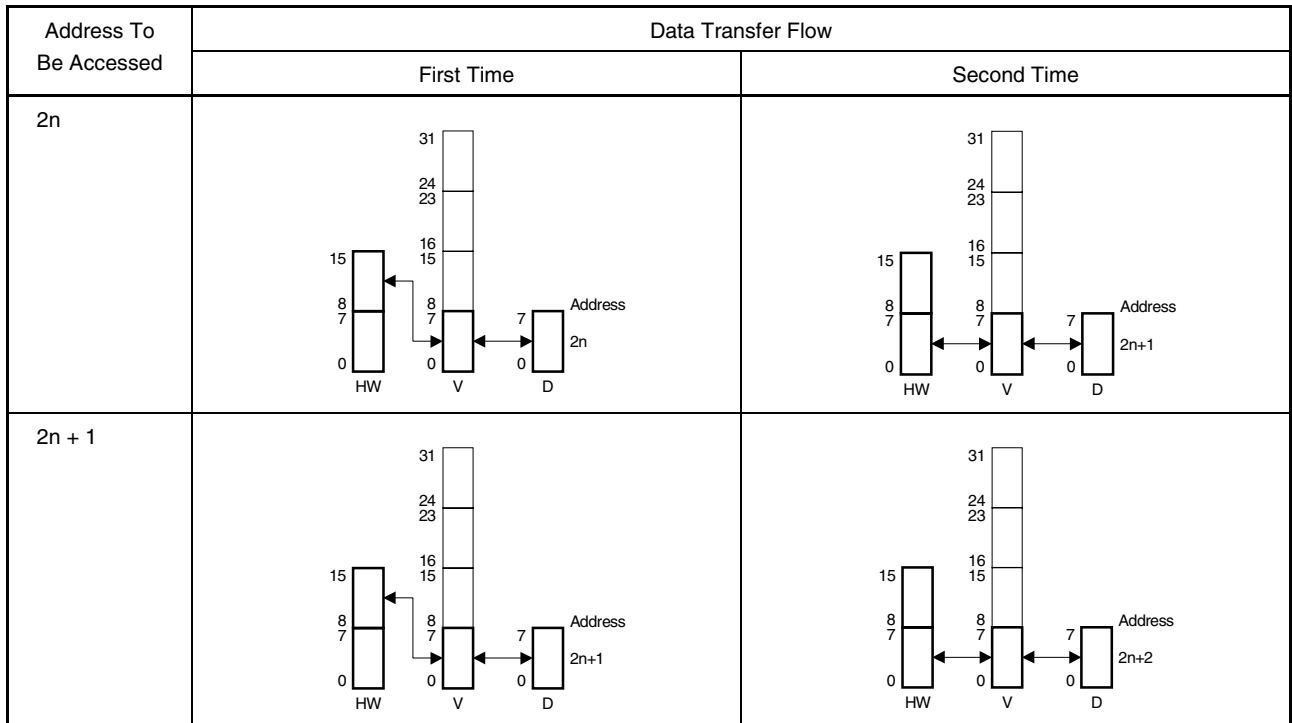 Address To
Be Accessed
Data Transfer Flow
First Time
Second Time
2n
31
24
23
16
15
15
8
7
8
7
7
Address
2n
0
0
0
HW
V
D
31
24
23
16
15
15
8
7
8
7
7
Address
2n+1
0
0
0
HW
V
D
2n + 1
31
24
23
16
15
15
8
7
8
7
7
Address
2n+1
0
0
0
HW
V
D
31
24
23
16
15
15
8
7
8
7
7
Address
2n+2
0
0
0
HW
V
D